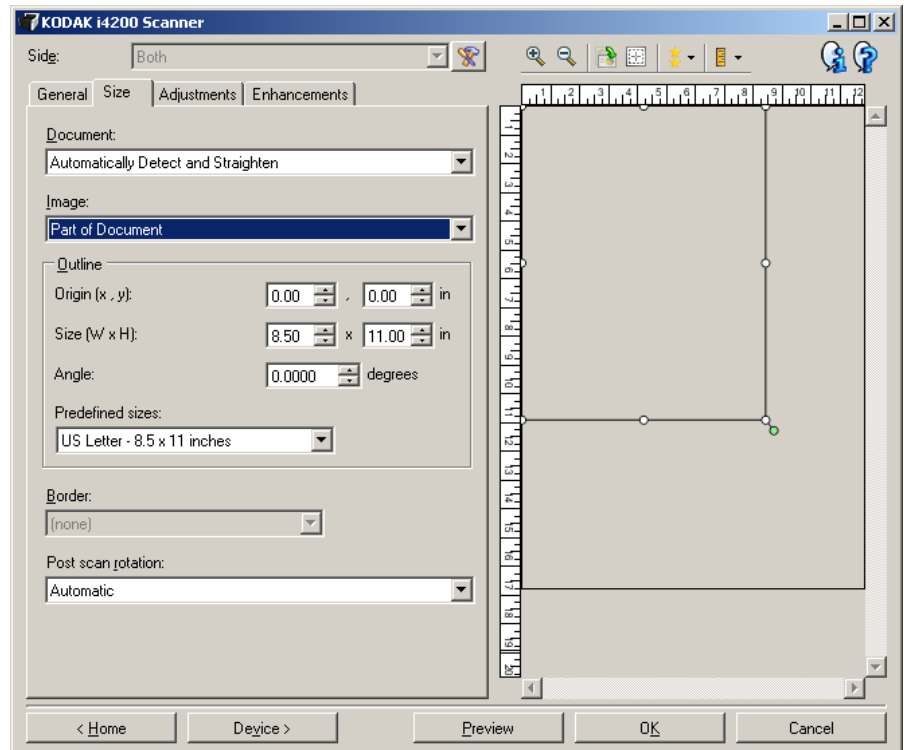 KODAK i4200 Scanner
Side: Both
General Size Adjustments Enhancements
Document:
Automatically Detect and Straighten
Image:
Part of Document
Outline
Origin (x , y): 0.00 , 0.00 in
Size (W x H): 8.50 x 11.00 in
Angle: 0.0000 degrees
Predefined sizes:
US Letter - 8.5 x 11 inches
Border:
(none)
Post scan rotation:
Automatic
1 2 3 4 5 6 7 8 9 10 11 12
1
2
3
4
5
6
7
8
9
10
11
12
13
14
15
16
17
18
19
20
< Home Device > Preview OK Cancel